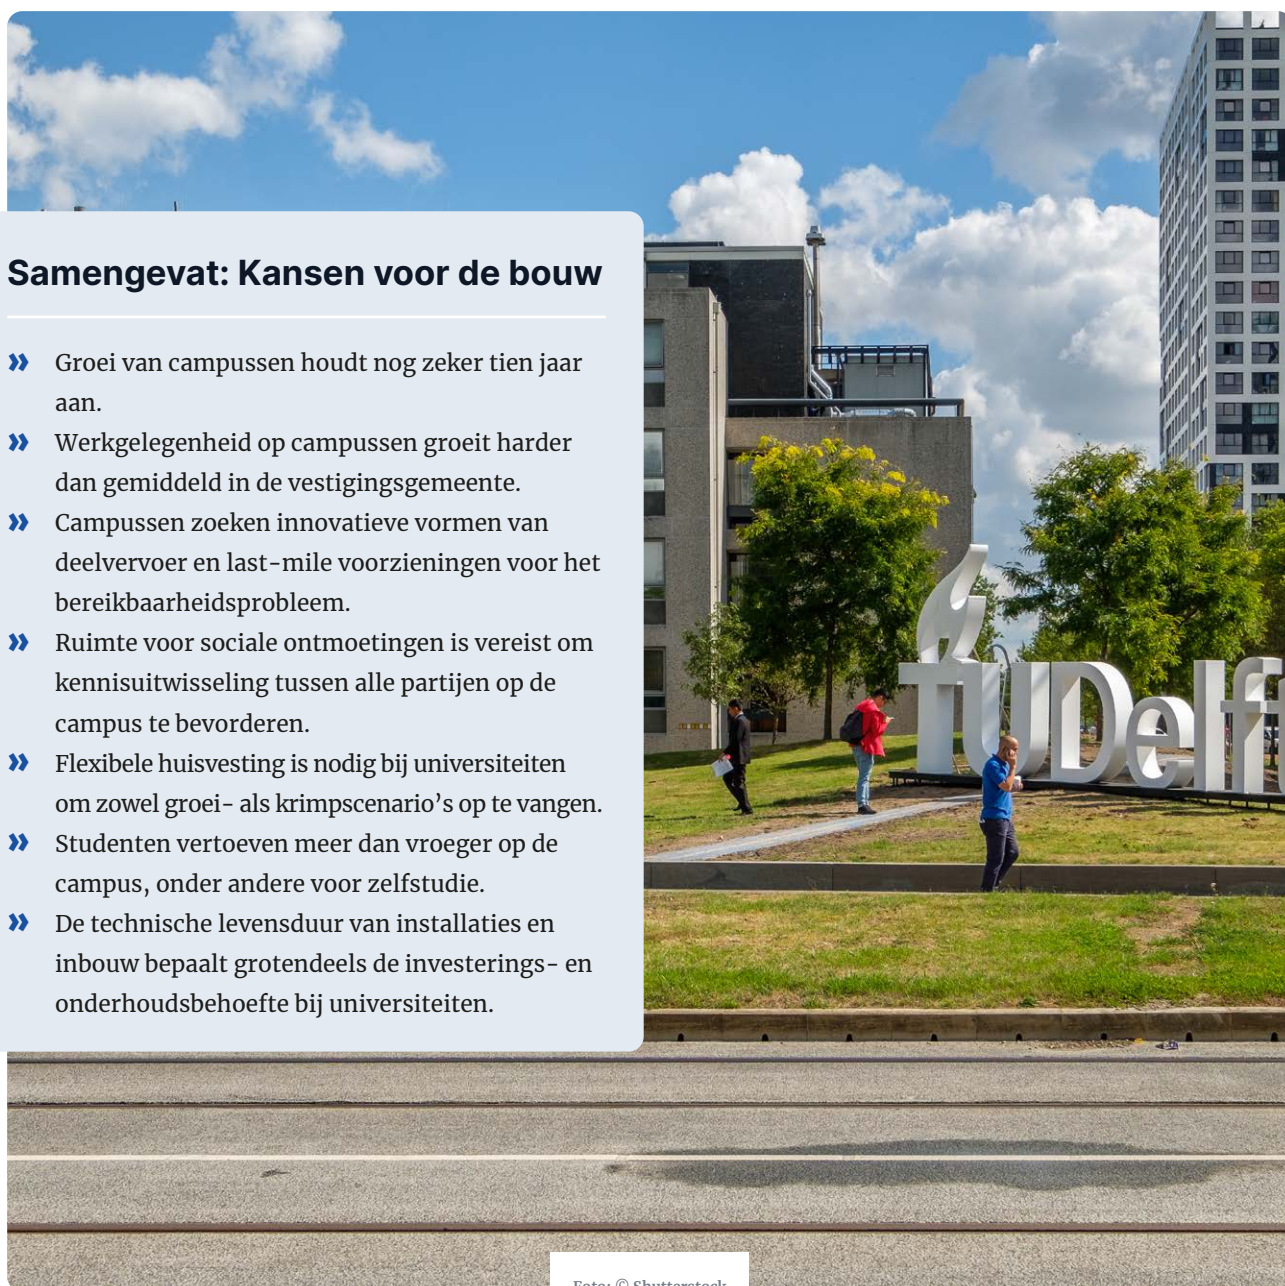 Samengevat: Kansen voor de bouw
» Groei van campussen houdt nog zeker tien jaar
aan.
» Werkgelegenheid op campussen groeit harder
dan gemiddeld in de vestigingsgemeente.
» Campussen zoeken innovatieve vormen van
deelvervoer en last-mile voorzieningen voor het
bereikbaarheidsprobleem.
» Ruimte voor sociale ontmoetingen is vereist om
kennisuitwisseling tussen alle partijen op de
campus te bevorderen.
» Flexibele huisvesting is nodig bij universiteiten
om zowel groei- als krimpscenario’s op te vangen.
» Studenten vertoeven meer dan vroeger op de
campus, onder andere voor zelfstudie.
» De technische levensduur van installaties en
inbouw bepaalt grotendeels de investerings- en
onderhoudsbehoefte bij universiteiten.
TUDelf
Foto: © Shutterstock